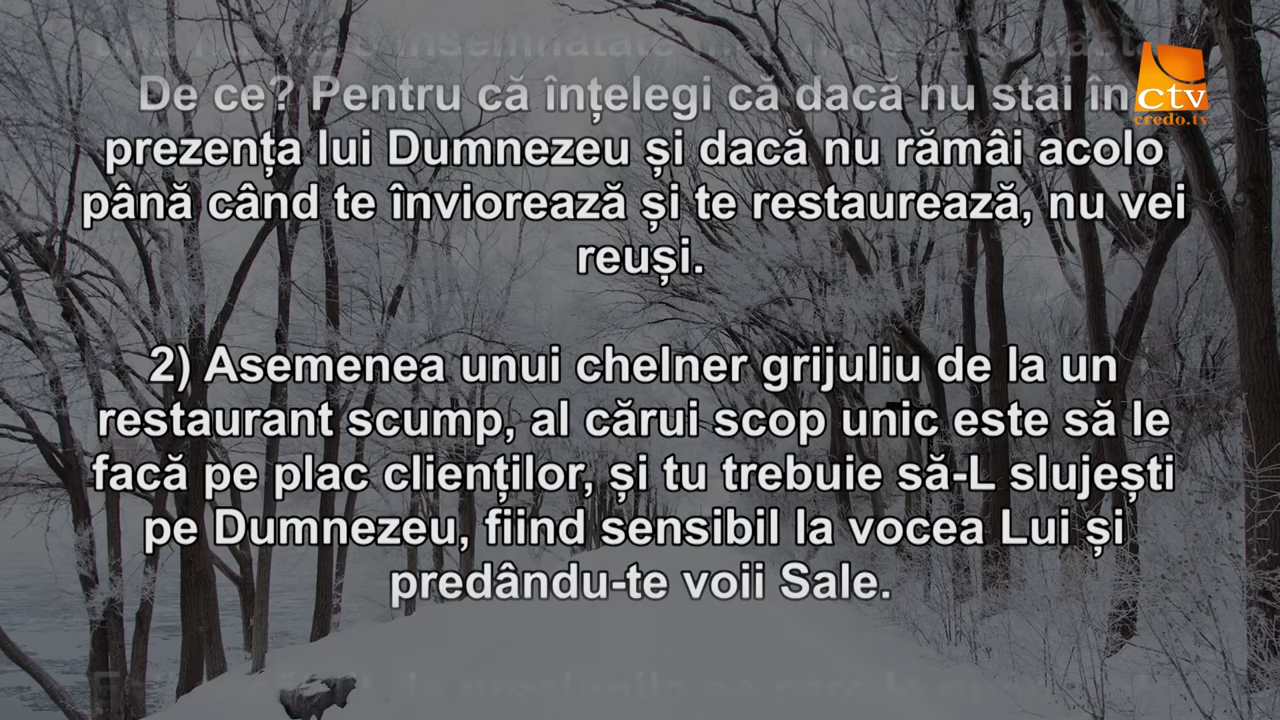 De ce? Pentru că înțelegi că dacă nu stai în
prezența lui Dumnezeu și dacă nu rămâi acolo
până când te înviorează și te restaurează, nu vei
reuși.
2) Asemenea unui chelner grijuliu de la un
restaurant scump, al cărui scop unic este să le
facă pe plac clienților, și tu trebuie să-L slujești
pe Dumnezeu, fiind sensibil la vocea Lui și
predându-te voii Sale.
ctv
credo.tv